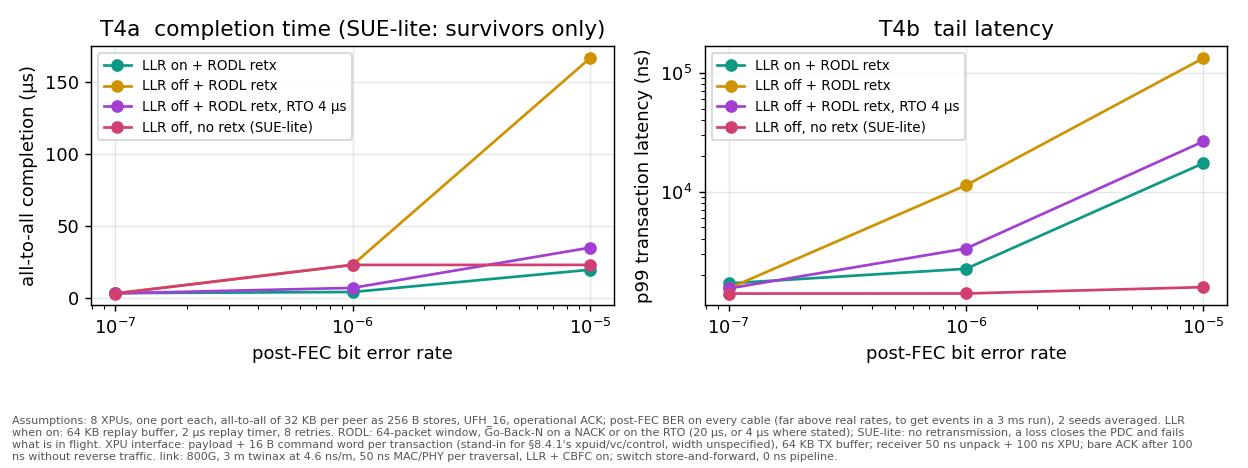 T4a  completion time (SUE-lite: survivors only)
all-to-all completion (µs)
150
100
50
0
LLR on + RODL retx
LLR off + RODL retx
LLR off + RODL retx, RTO 4 µs
LLR off, no retx (SUE-lite)
10⁻⁷
10⁻⁶
10⁻⁵
post-FEC bit error rate
T4b  tail latency
p99 transaction latency (ns)
10⁵
10⁴
LLR on + RODL retx
LLR off + RODL retx
LLR off + RODL retx, RTO 4 µs
LLR off, no retx (SUE-lite)
10⁻⁷
10⁻⁶
10⁻⁵
post-FEC bit error rate
Assumptions: 8 XPUs, one port each, all-to-all of 32 KB per peer as 256 B stores, UFH_16, operational ACK; post-FEC BER on every cable (far above real rates, to get events in a 3 ms run), 2 seeds averaged. LLR
when on: 64 KB replay buffer, 2 µs replay timer, 8 retries. RODL: 64-packet window, Go-Back-N on a NACK or on the RTO (20 µs, or 4 µs where stated); SUE-lite: no retransmission, a loss closes the PDC and fails
what is in flight. XPU interface: payload + 16 B command word per transaction (stand-in for §8.4.1's xpuid/vc/control, width unspecified), 64 KB TX buffer; receiver 50 ns unpack + 100 ns XPU; bare ACK after 100
ns without reverse traffic. link: 800G, 3 m twinax at 4.6 ns/m, 50 ns MAC/PHY per traversal, LLR + CBFC on; switch store-and-forward, 0 ns pipeline.